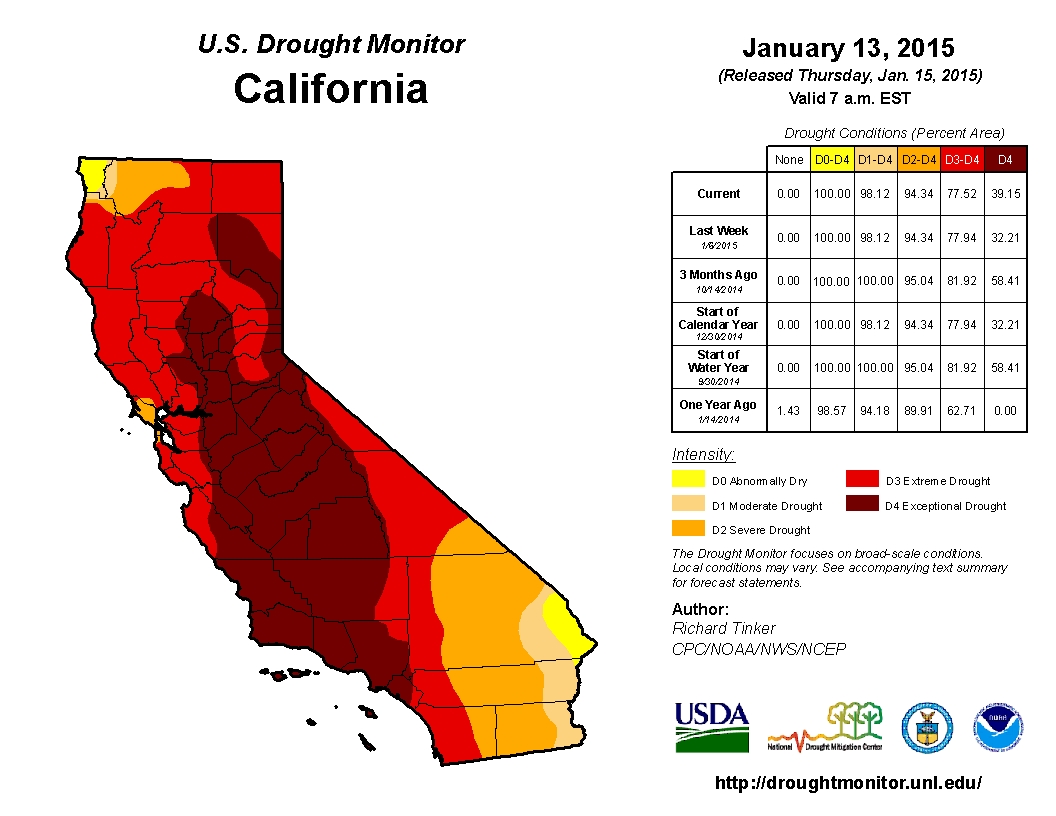 U.S. Drought Monitor
California
January 13, 2015
(Released Thursday, Jan. 15, 2015)
Valid 7 a.m. EST
Drought Conditions (Percent Area)
None D0-D4 D1-D4 D2-D4 D3-D4 D4
Current 0.00 100.00 98.12 94.34 77.52 39.15
Last Week
1/6/2015
0.00 100.00 98.12 94.34 77.94 32.21
3 Months Ago
10/14/2014
0.00 100.00 100.00 95.04 81.92 58.41
Start of
Calendar Year
12/30/2014
0.00 100.00 98.12 94.34 77.94 32.21
Start of
Water Year
9/30/2014
0.00 100.00 100.00 95.04 81.92 58.41
One Year Ago
1/14/2014
1.43 98.57 94.18 89.91 62.71 0.00
Intensity:
D0 Abnormally Dry
D3 Extreme Drought
D1 Moderate Drought
D4 Exceptional Drought
D2 Severe Drought
The Drought Monitor focuses on broad-scale conditions.
Local conditions may vary. See accompanying text summary
for forecast statements.
Author:
Richard Tinker
CPC/NOAA/NWS/NCEP
USDA
National Drought Mitigation Center
NOAA
http://droughtmonitor.unl.edu/